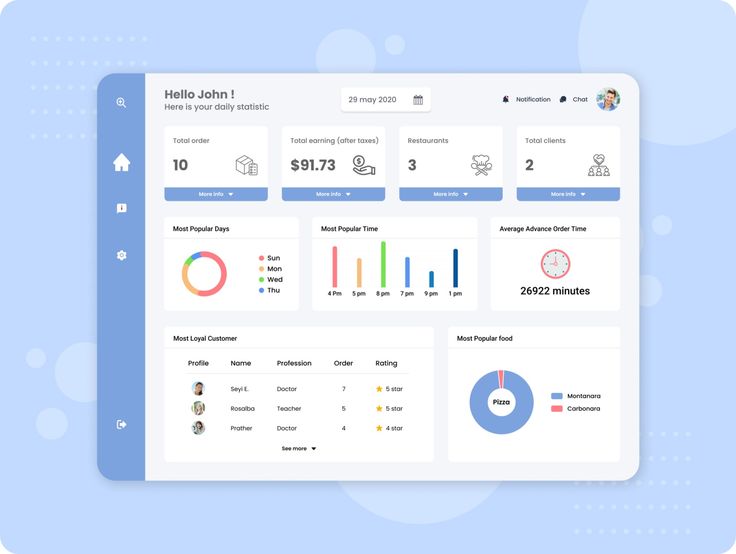 Hello John !
Here is your daily statistic
29 may 2020
Notification
Chat
Total order
10
More info
Total earning (after taxes)
$91.73
More info
Restaurants
3
More info
Total clients
2
More info
Most Popular Days
Sun
Mon
Wed
Thu
Most Popular Time
4 Pm 5 pm 8 pm 7 pm 9 pm 1 pm
Average Advance Order Time
26922 minutes
Most Loyal Customer
Profile Name Profession Order Rating
Seyi E. Doctor 7 5 star
Rosalba Teacher 5 5 star
Prather Doctor 4 4 star
See more
Most Popular food
Pizza
Montanara
Carbonara